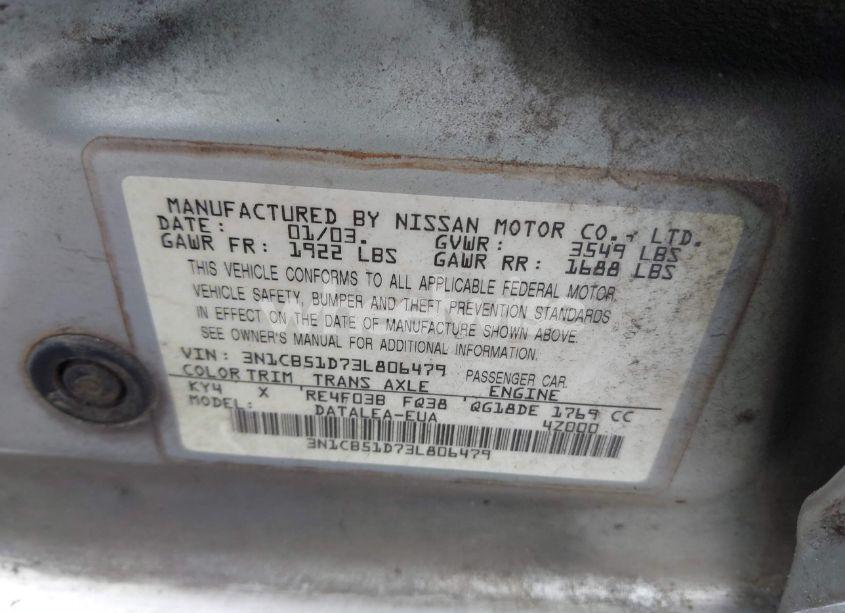 MANUFACTURED BY NISSAN MOTOR CO., LTD.
DATE: 01/03. GVWR: 3549 LBS
GAWR FR: 1922 LBS GAWR RR: 1688 LBS
THIS VEHICLE CONFORMS TO ALL APPLICABLE FEDERAL MOTOR
VEHICLE SAFETY, BUMPER AND THEFT PREVENTION STANDARDS
IN EFFECT ON THE DATE OF MANUFACTURE SHOWN ABOVE.
SEE OWNER'S MANUAL FOR ADDITIONAL INFORMATION.
VIN: 3N1CB51D73L806479 PASSENGER CAR
COLOR TRIM TRANS AXLE ENGINE
KY4 X RE4F03B FQ38 QG18DE 1769 CC
MODEL: DATALEA-EUA 4Z000
3N1CB51D73L806479